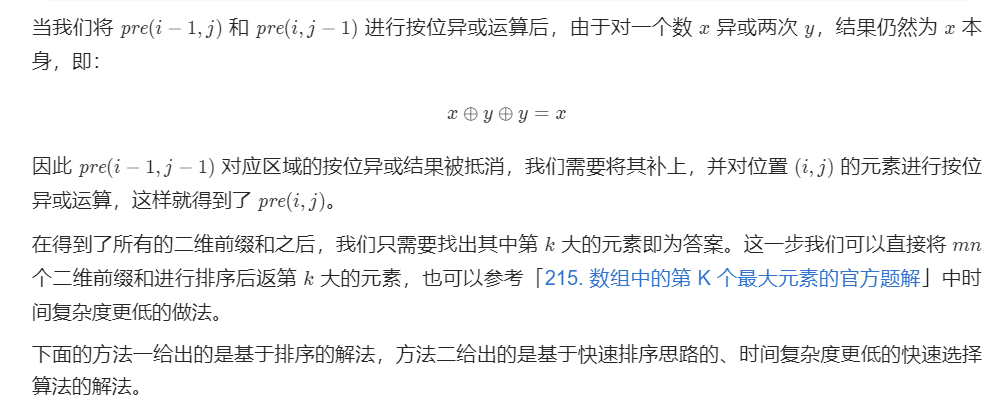 当我们将 pre(i − 1, j) 和 pre(i, j − 1) 进行按位异或运算后，由于对一个数 x 异或两次 y，结果仍然为 x 本
身，即：
x ⊕ y ⊕ y = x
因此 pre(i − 1, j − 1) 对应区域的按位异或结果被抵消，我们需要将其补上，并对位置 (i, j) 的元素进行按位
异或运算，这样就得到了 pre(i, j)。
在得到了所有的二维前缀和之后，我们只需要找出其中第 k 大的元素即为答案。这一步我们可以直接将 mn
个二维前缀和进行排序后返第 k 大的元素，也可以参考「215. 数组中的第 K 个最大元素的官方题解」中时
间复杂度更低的做法。
下面的方法一给出的是基于排序的解法，方法二给出的是基于快速排序思路的、时间复杂度更低的快速选择
算法的解法。